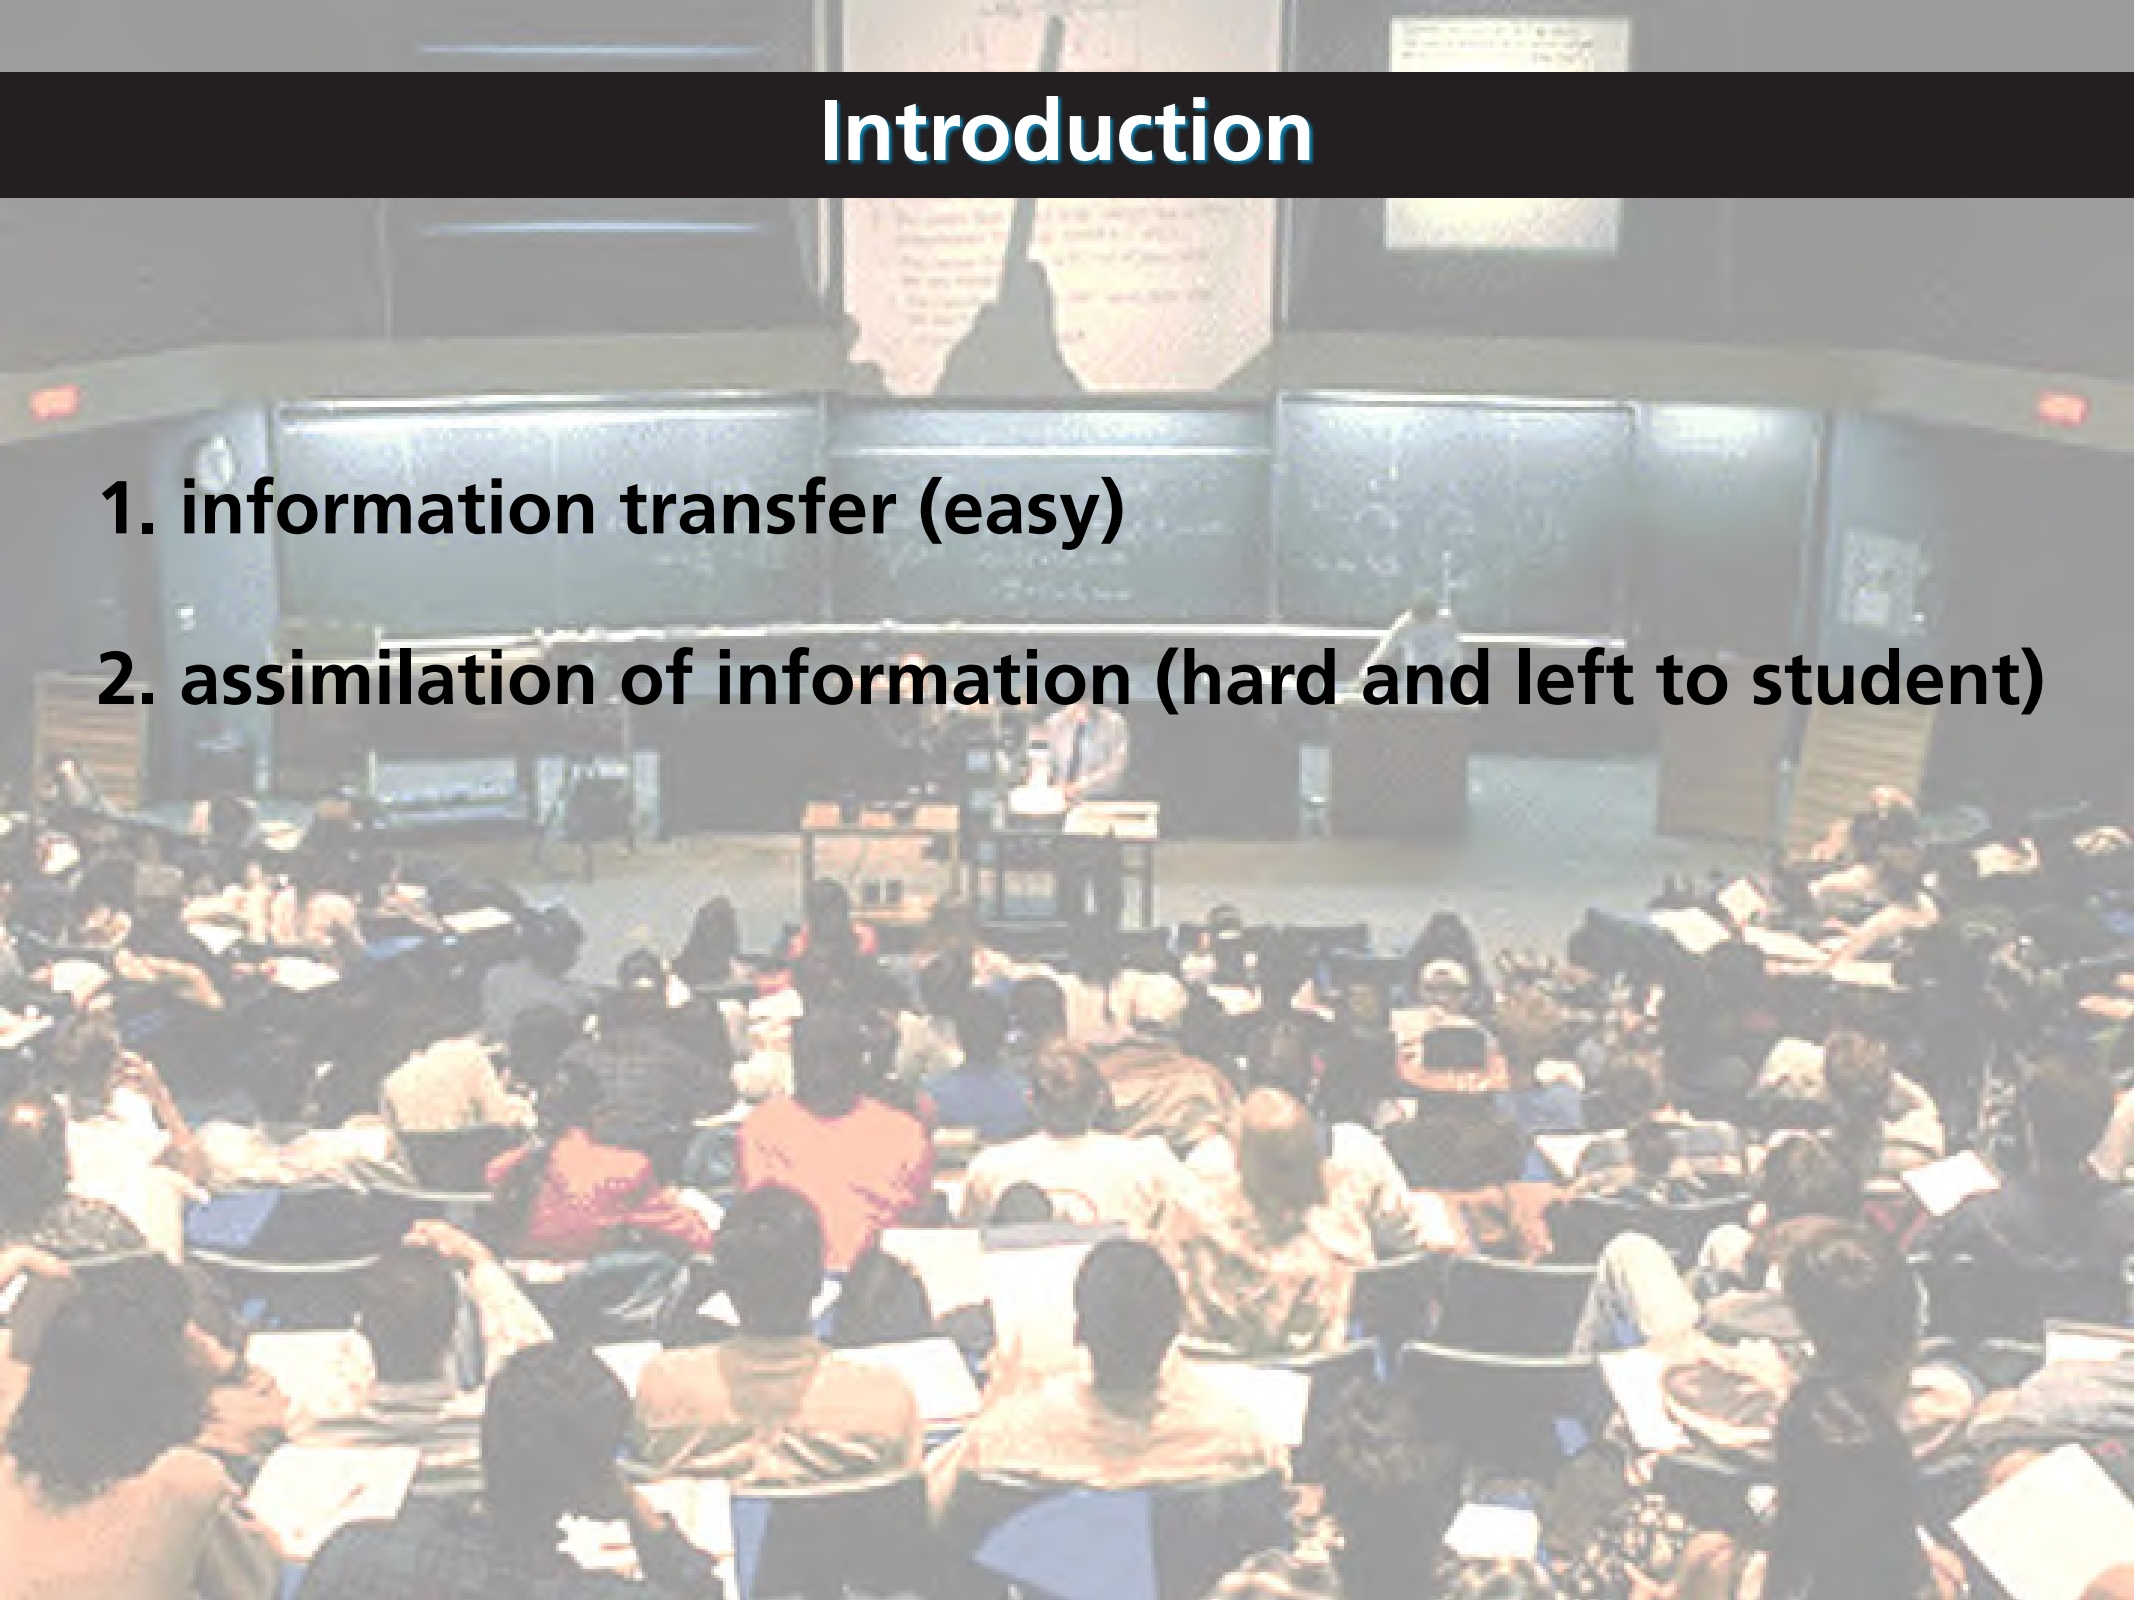 Introduction
1. information transfer (easy)
2. assimilation of information (hard and left to student)